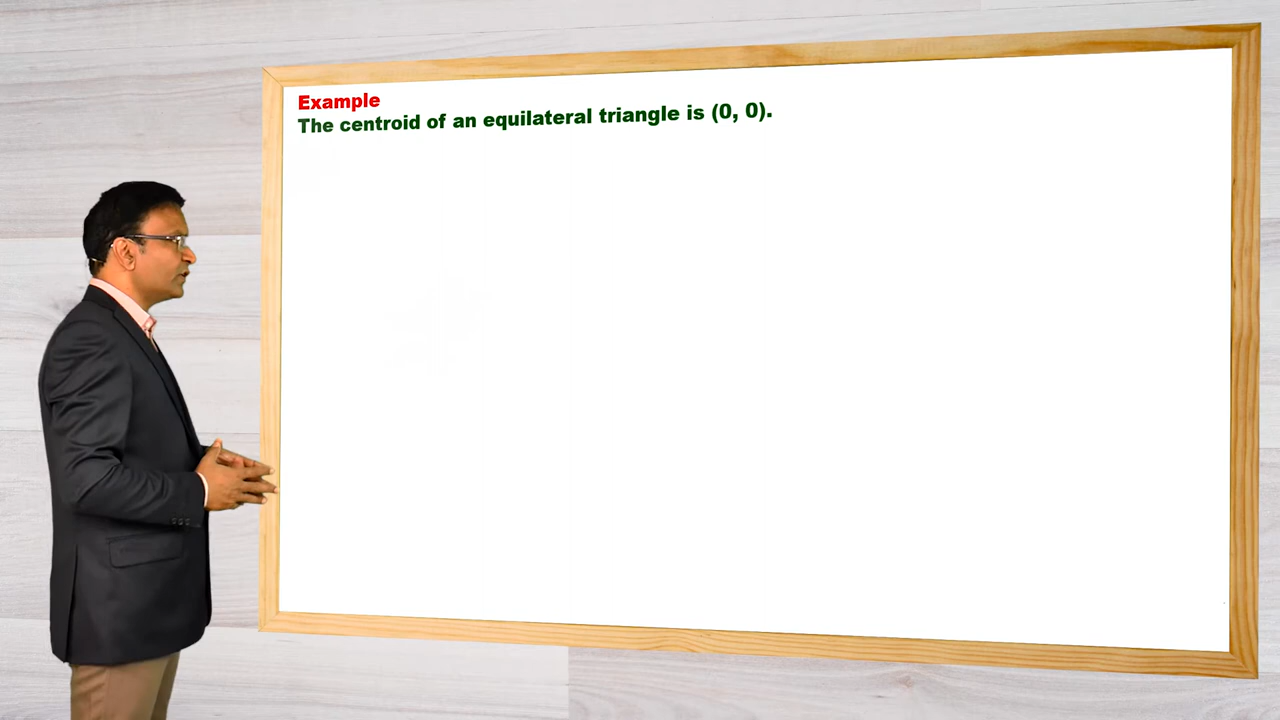 Example
The centroid of an equilateral triangle is (0, 0).